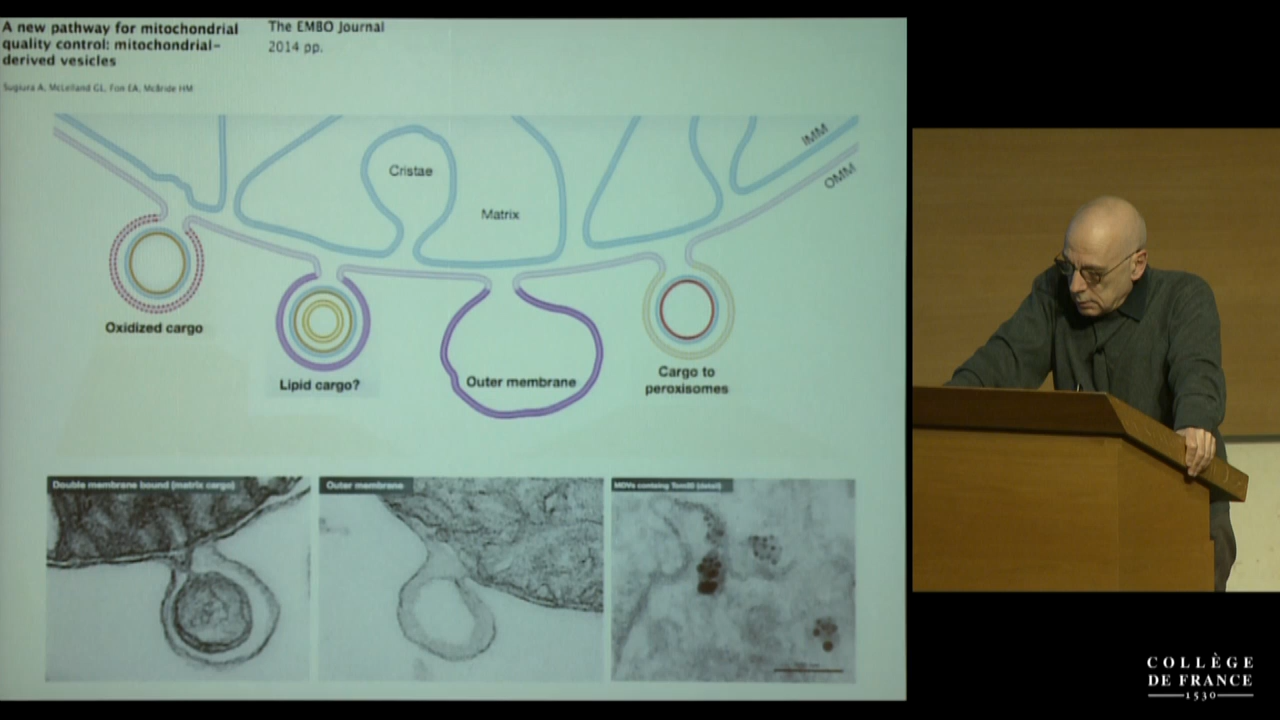 A new pathway for mitochondrial
quality control: mitochondrial-
derived vesicles
The EMBO Journal
2014 pp.
Sugiura A, McLelland GL, Fon EA, McBride HM
IMM
OMM
Cristae
Matrix
Oxidized cargo
Lipid cargo?
Outer membrane
Cargo to
peroxisomes
Double membrane bound (matrix cargo)
Outer membrane
MDVs containing (detail)
COLLÈGE
DE FRANCE
1530